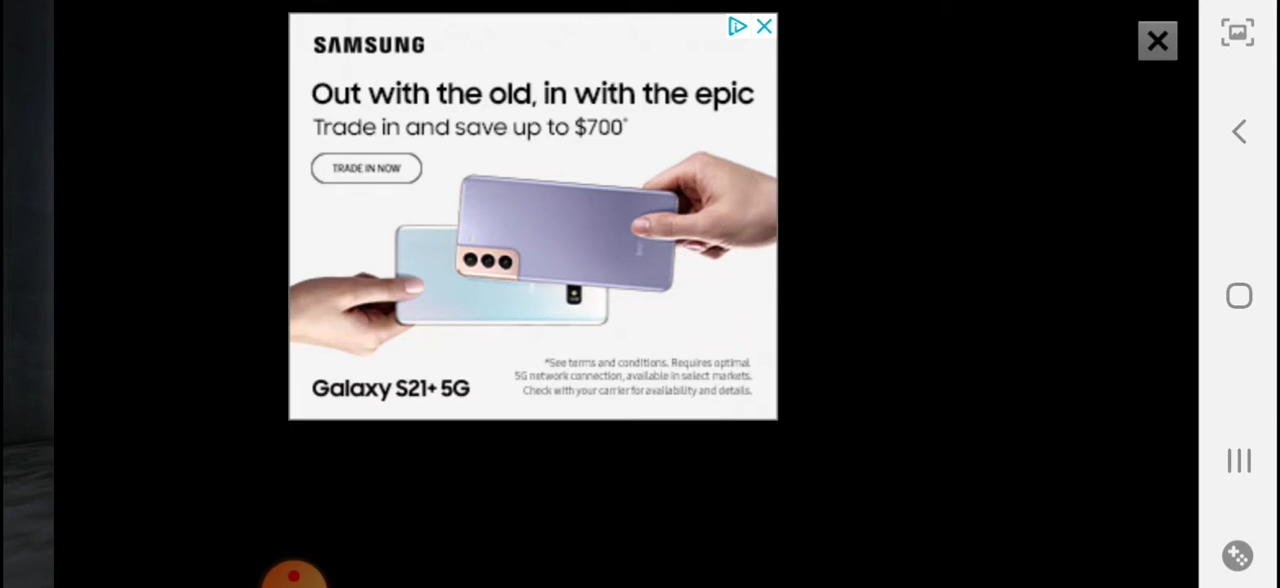 SAMSUNG
Out with the old, in with the epic
Trade in and save up to $700*
TRADE IN NOW
*See terms and conditions. Requires optimal
5G network connection, available in select markets.
Check with your carrier for availability and details.
Galaxy S21+ 5G